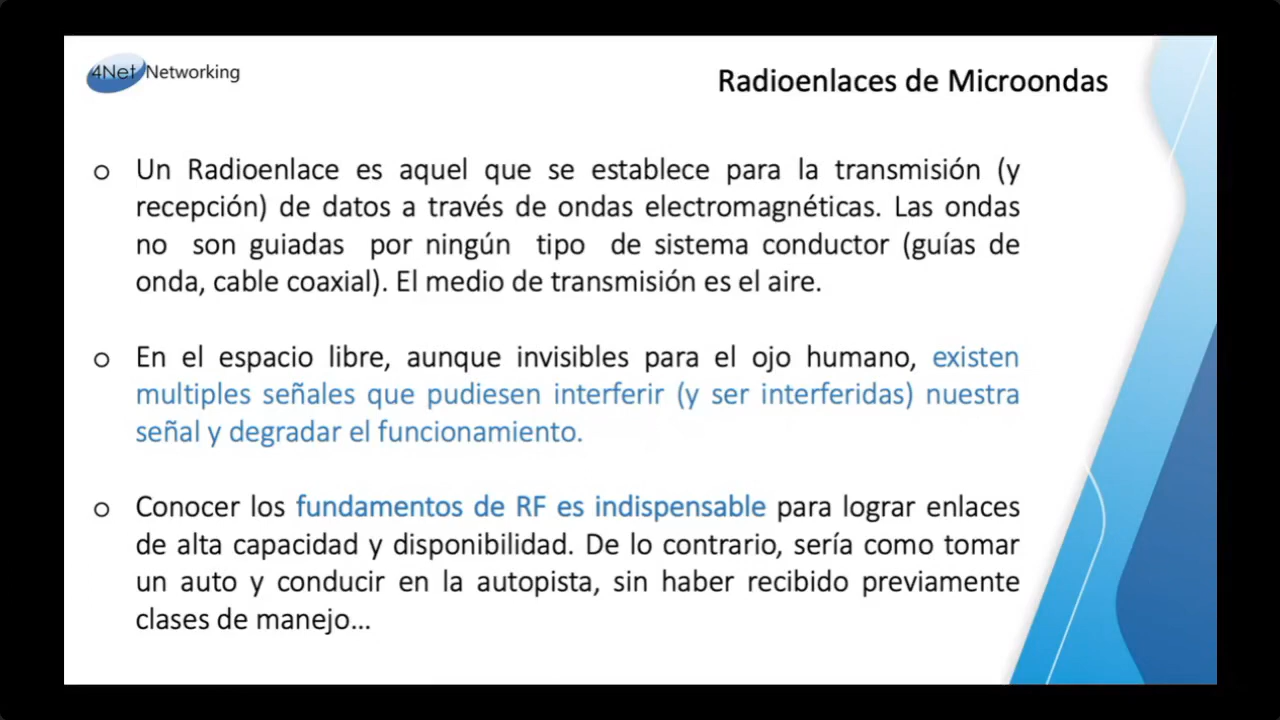 4Net Networking
Radioenlaces de Microondas
o Un Radioenlace es aquel que se establece para la transmisión (y
recepción) de datos a través de ondas electromagnéticas. Las ondas
no son guiadas por ningún tipo de sistema conductor (guías de
onda, cable coaxial). El medio de transmisión es el aire.
o En el espacio libre, aunque invisibles para el ojo humano, existen
multiples señales que pudiesen interferir (y ser interferidas) nuestra
señal y degradar el funcionamiento.
o Conocer los fundamentos de RF es indispensable para lograr enlaces
de alta capacidad y disponibilidad. De lo contrario, sería como tomar
un auto y conducir en la autopista, sin haber recibido previamente
clases de manejo...